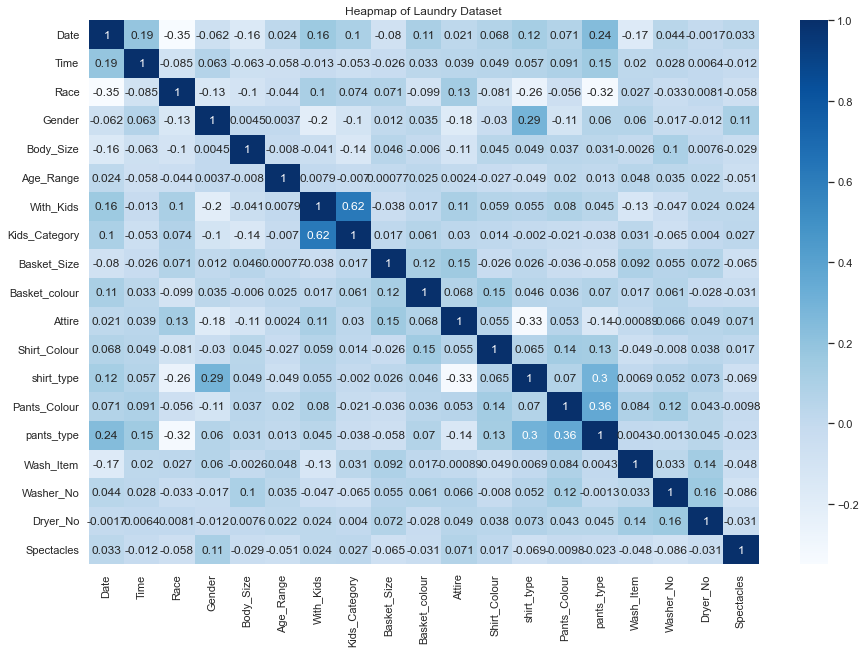 Heapmap of Laundry Dataset
Date 1 0.19 -0.35 -0.062 -0.16 0.024 0.16 0.1 -0.08 0.11 0.021 0.068 0.12 0.071 0.24 -0.17 0.044 -0.0017 0.033
Time 0.19 1 -0.085 0.063 -0.063 -0.058 -0.013 -0.053 -0.026 0.033 0.039 0.049 0.057 0.091 0.15 0.02 0.028 0.0064 -0.012
Race -0.35 -0.085 1 -0.13 -0.1 -0.044 0.1 0.074 0.071 -0.099 0.13 -0.081 -0.26 -0.056 -0.32 0.027 -0.033 0.0081 -0.058
Gender -0.062 0.063 -0.13 1 0.0045 0.0037 -0.2 -0.1 0.012 0.035 -0.18 -0.03 0.29 -0.11 0.06 0.06 -0.017 -0.012 0.11
Body_Size -0.16 -0.063 -0.1 0.0045 1 -0.008 -0.041 -0.14 0.046 -0.006 -0.11 0.045 0.049 0.037 0.031 -0.0026 0.1 0.0076 -0.029
Age_Range 0.024 -0.058 -0.044 0.0037 -0.008 1 0.0079 -0.007 0.00077 0.025 0.0024 -0.027 -0.049 0.02 0.013 0.048 0.035 0.022 -0.051
With_Kids 0.16 -0.013 0.1 -0.2 -0.041 0.0079 1 0.62 -0.038 0.017 0.11 0.059 0.055 0.08 0.045 -0.13 -0.047 0.024 0.024
Kids_Category 0.1 -0.053 0.074 -0.1 -0.14 -0.007 0.62 1 0.017 0.061 0.03 0.014 -0.002 -0.021 -0.038 0.031 -0.065 0.004 0.027
Basket_Size -0.08 -0.026 0.071 0.012 0.046 0.00077 -0.038 0.017 1 0.12 0.15 -0.026 0.026 -0.036 -0.058 0.092 0.055 0.072 -0.065
Basket_colour 0.11 0.033 -0.099 0.035 -0.006 0.025 0.017 0.061 0.12 1 0.068 0.15 0.046 0.036 0.07 0.017 0.061 -0.028 -0.031
Attire 0.021 0.039 0.13 -0.18 -0.11 0.0024 0.11 0.03 0.15 0.068 1 0.055 -0.33 0.053 -0.14 -0.00089 0.066 0.049 0.071
Shirt_Colour 0.068 0.049 -0.081 -0.03 0.045 -0.027 0.059 0.014 -0.026 0.15 0.055 1 0.065 0.14 0.13 -0.049 -0.008 0.038 0.017
shirt_type 0.12 0.057 -0.26 0.29 0.049 -0.049 0.055 -0.002 0.026 0.046 -0.33 0.065 1 0.07 0.3 0.0069 0.052 0.073 -0.069
Pants_Colour 0.071 0.091 -0.056 -0.11 0.037 0.02 0.08 -0.021 -0.036 0.036 0.053 0.14 0.07 1 0.36 0.084 0.12 0.043 -0.0098
pants_type 0.24 0.15 -0.32 0.06 0.031 0.013 0.045 -0.038 -0.058 0.07 -0.14 0.13 0.3 0.36 1 0.0043 -0.0013 0.045 -0.023
Wash_Item -0.17 0.02 0.027 0.06 -0.0026 0.048 -0.13 0.031 0.092 0.017 -0.00089 -0.049 0.0069 0.084 0.0043 1 0.033 0.14 -0.048
Washer_No 0.044 0.028 -0.033 -0.017 0.1 0.035 -0.047 -0.065 0.055 0.061 0.066 -0.008 0.052 0.12 -0.0013 0.033 1 0.16 -0.086
Dryer_No -0.0017 0.0064 0.0081 -0.012 0.0076 0.022 0.024 0.004 0.072 -0.028 0.049 0.038 0.073 0.043 0.045 0.14 0.16 1 -0.031
Spectacles 0.033 -0.012 -0.058 0.11 -0.029 -0.051 0.024 0.027 -0.065 -0.031 0.071 0.017 -0.069 -0.0098 -0.023 -0.048 -0.086 -0.031 1
Date Time Race Gender Body_Size Age_Range With_Kids Kids_Category Basket_Size Basket_colour Attire Shirt_Colour shirt_type Pants_Colour pants_type Wash_Item Washer_No Dryer_No Spectacles
1.0
0.8
0.6
0.4
0.2
0.0
−0.2